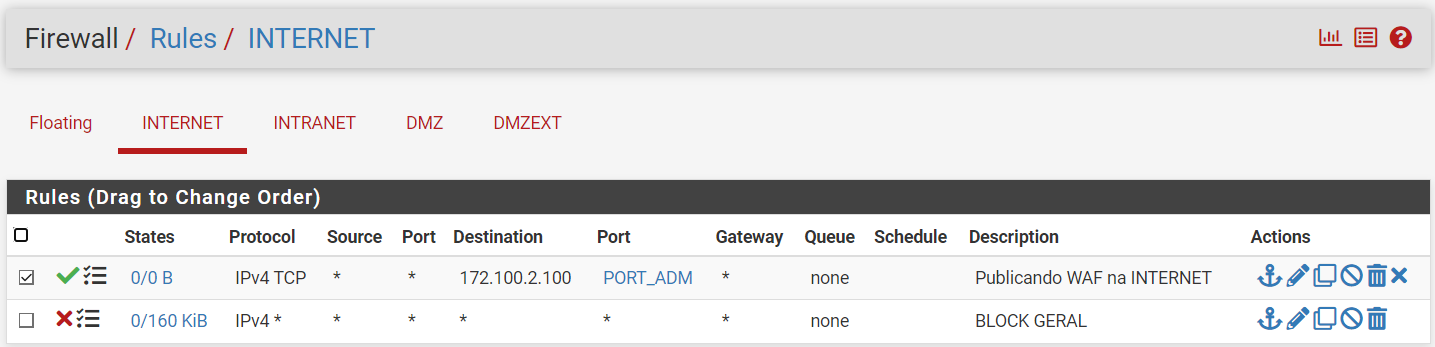 Firewall / Rules / INTERNET
Floating INTERNET INTRANET DMZ DMZEXT
Rules (Drag to Change Order)
States Protocol Source Port Destination Port Gateway Queue Schedule Description Actions
0/0 B IPv4 TCP * * 172.100.2.100 PORT_ADM * none Publicando WAF na INTERNET
0/160 KiB IPv4 * * * * * * none BLOCK GERAL